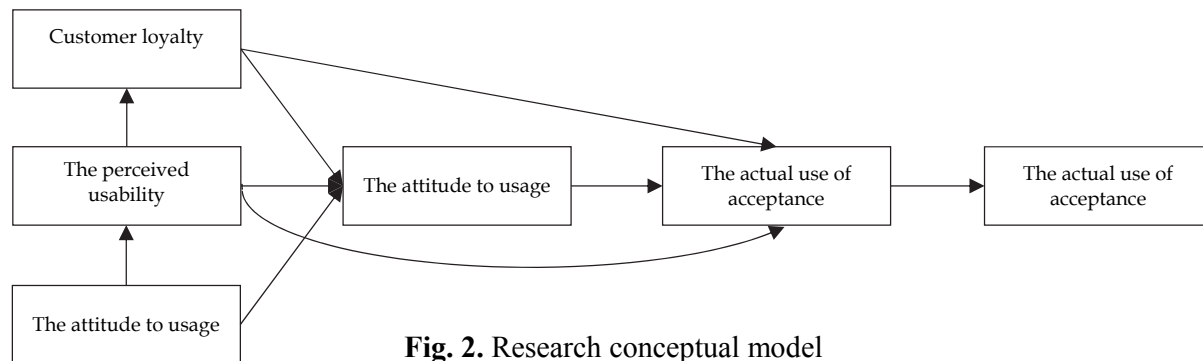 Customer loyalty
The perceived
usability
The attitude to usage
The actual use of
acceptance
The actual use of
acceptance
The attitude to usage
Fig. 2. Research conceptual model